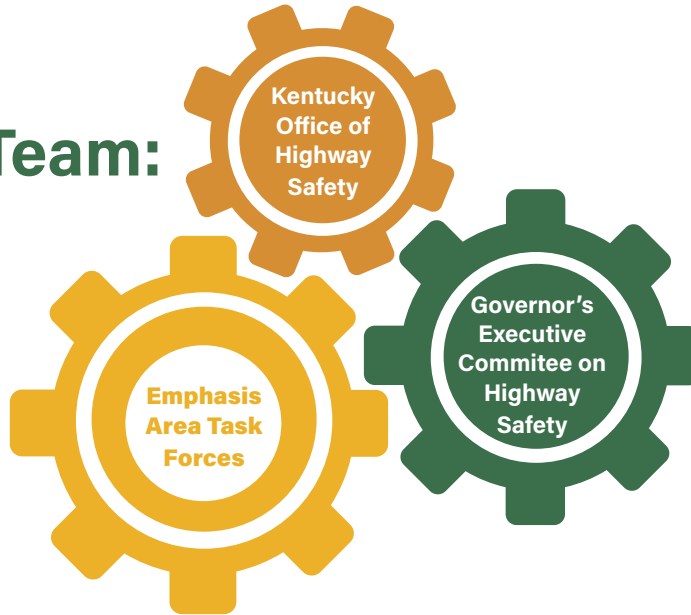 Team:
Kentucky
Office of
Highway
Safety
Governor's
Executive
Commitee on
Highway
Safety
Emphasis
Area Task
Forces